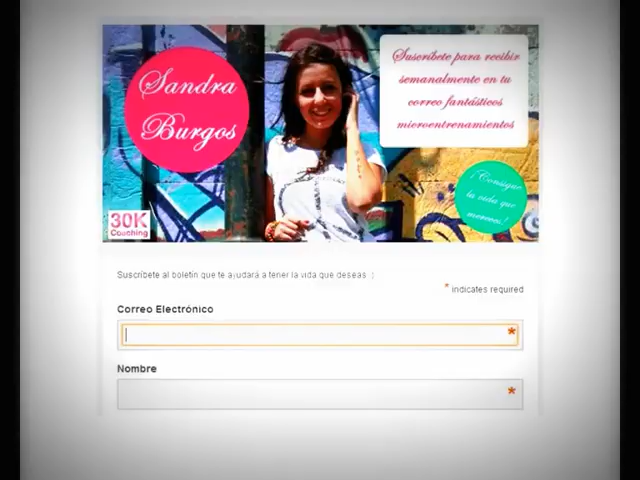 Sandra
Burgos
Suscríbete para recibir
semanalmente en tu
correo fantásticos
microentrenamientos
¡Consigue
la vida que
mereces!
30K
Coaching
Suscríbete al boletín que te ayudará a tener la vida que deseas :)
* indicates required
Correo Electrónico
*
Nombre
*